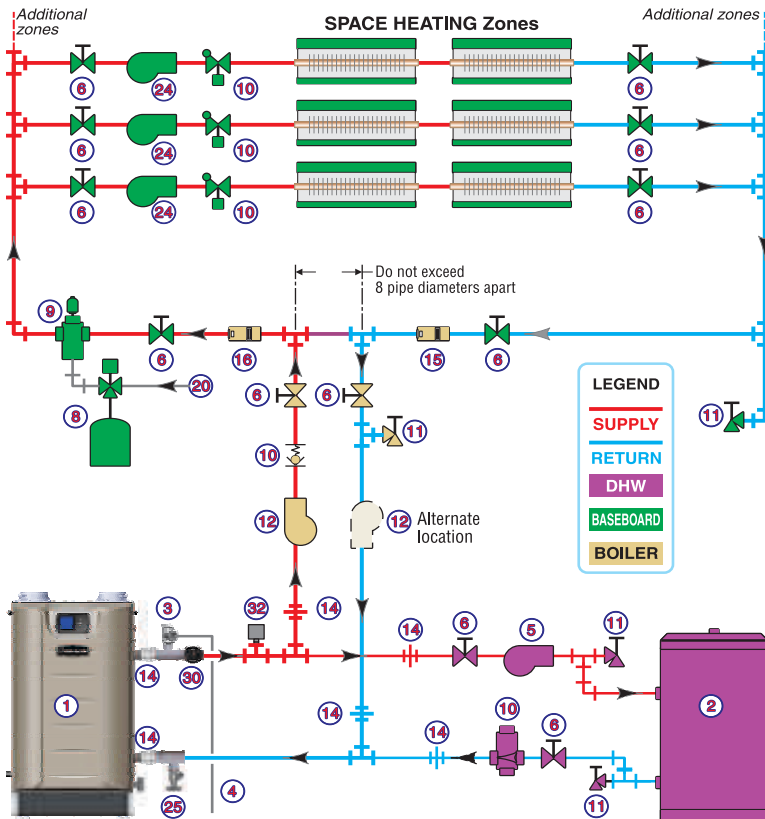 Additional zones
SPACE HEATING Zones
Additional zones
6 24 10 6
6 24 10 6
6 24 10 6
Do not exceed
8 pipe diameters apart
9
6 16 15 6
8 20
6 6
11
11
10
12 12 Alternate
location
LEGEND
SUPPLY
RETURN
DHW
BASEBOARD
BOILER
3 32 14
14 6 5 11
14 30
1 2
14 14
14 10 6
25 4 11